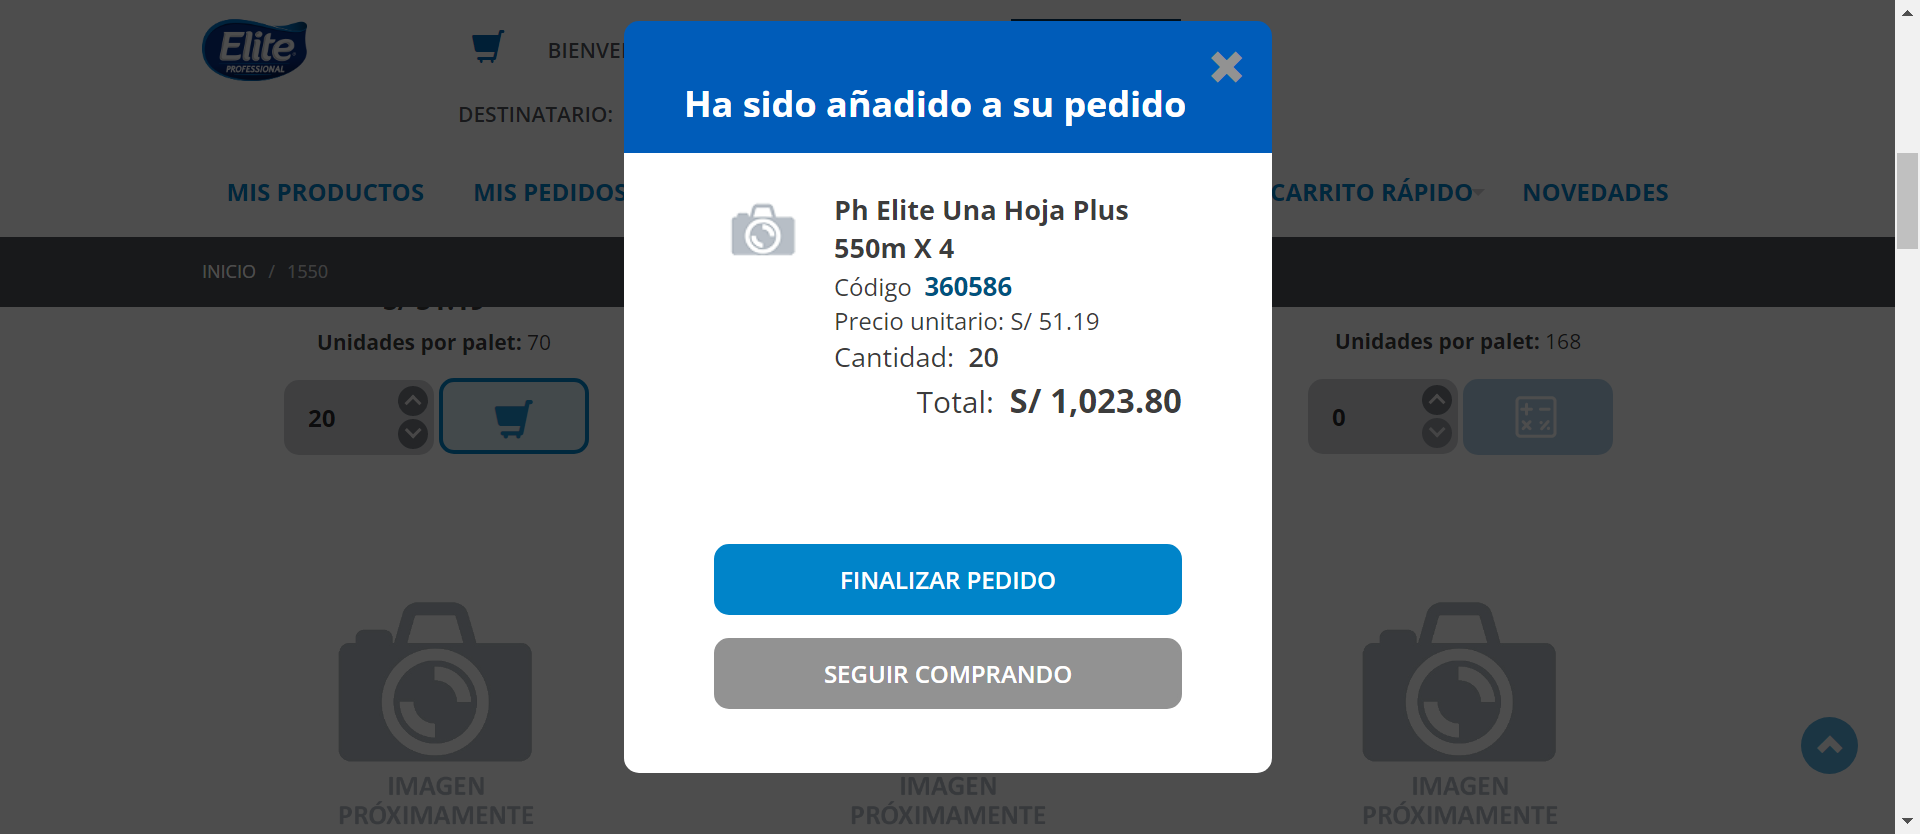 Elite
PROFESSIONAL
DESTINATARIO:
MIS PRODUCTOS
MIS PEDIDOS
CARRITO RÁPIDO
NOVEDADES
INICIO / 1550
Unidades por palet: 70
20
Ha sido añadido a su pedido
Ph Elite Una Hoja Plus
550m X 4
Código 360586
Precio unitario: S/ 51.19
Cantidad: 20
Total: S/ 1,023.80
FINALIZAR PEDIDO
SEGUIR COMPRANDO
Unidades por palet: 168
0
IMAGEN
PRÓXIMAMENTE
IMAGEN
PRÓXIMAMENTE
IMAGEN
PRÓXIMAMENTE